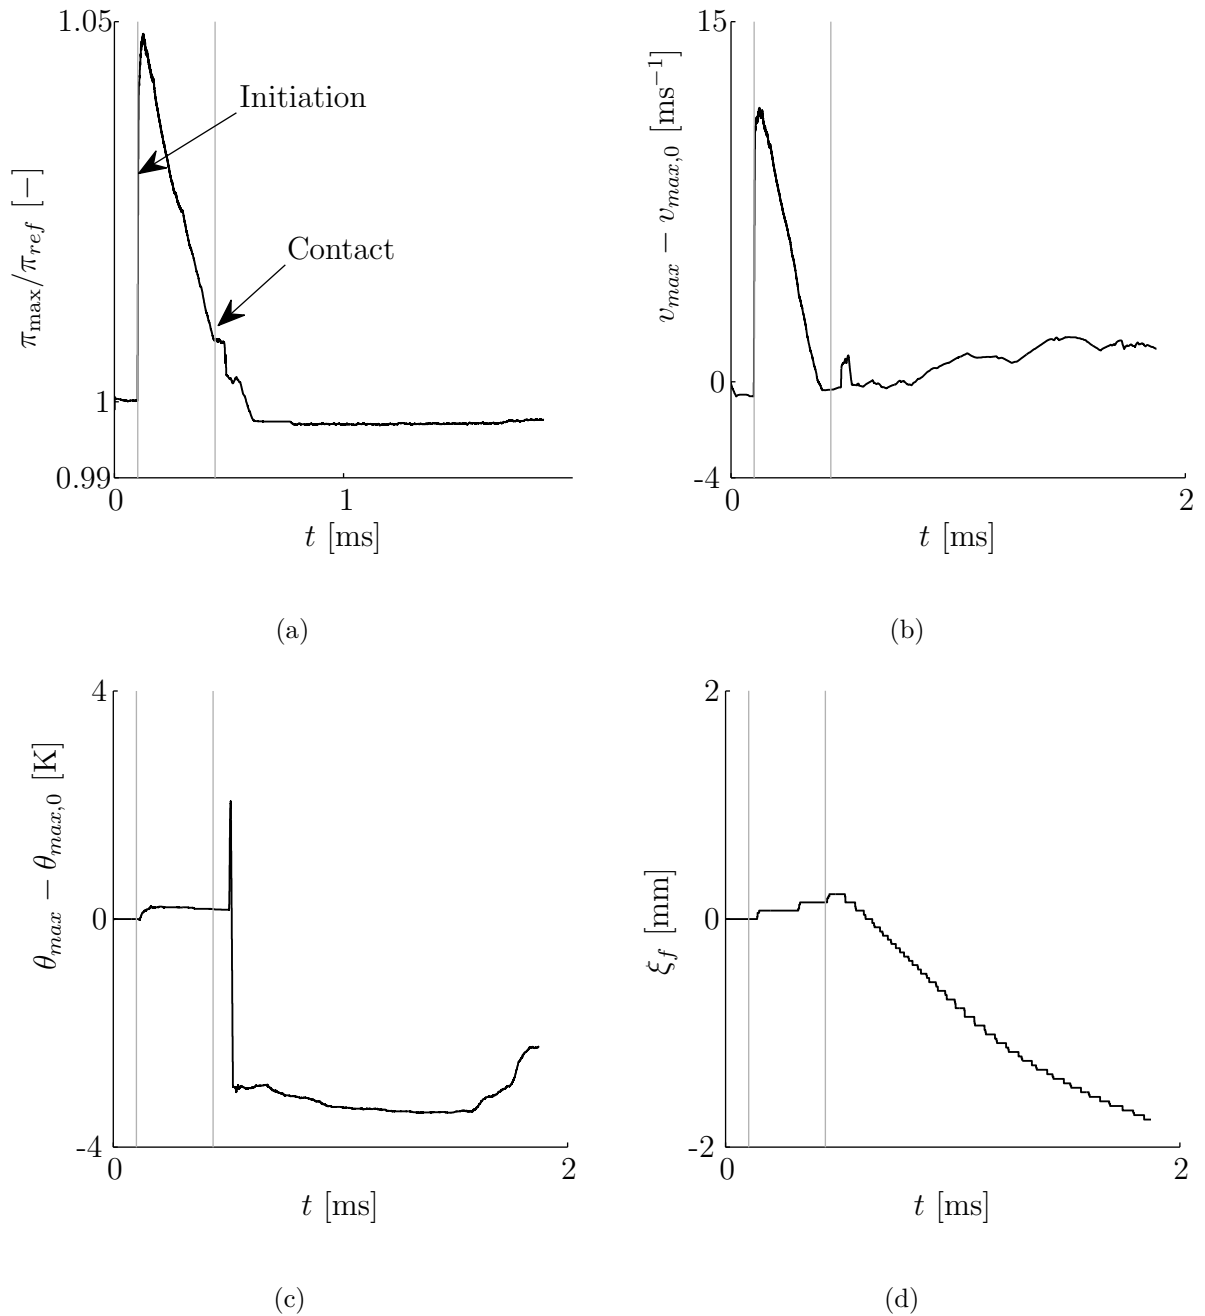 1.05
Initiation
π_max/π_ref [−]
Contact
1
0.99
0
1
t [ms]
(a)
15
v_max − v_max,0 [ms⁻¹]
0
-4
0
2
t [ms]
(b)
4
θ_max − θ_max,0 [K]
0
-4
0
2
t [ms]
(c)
2
ξ_f [mm]
0
-2
0
2
t [ms]
(d)